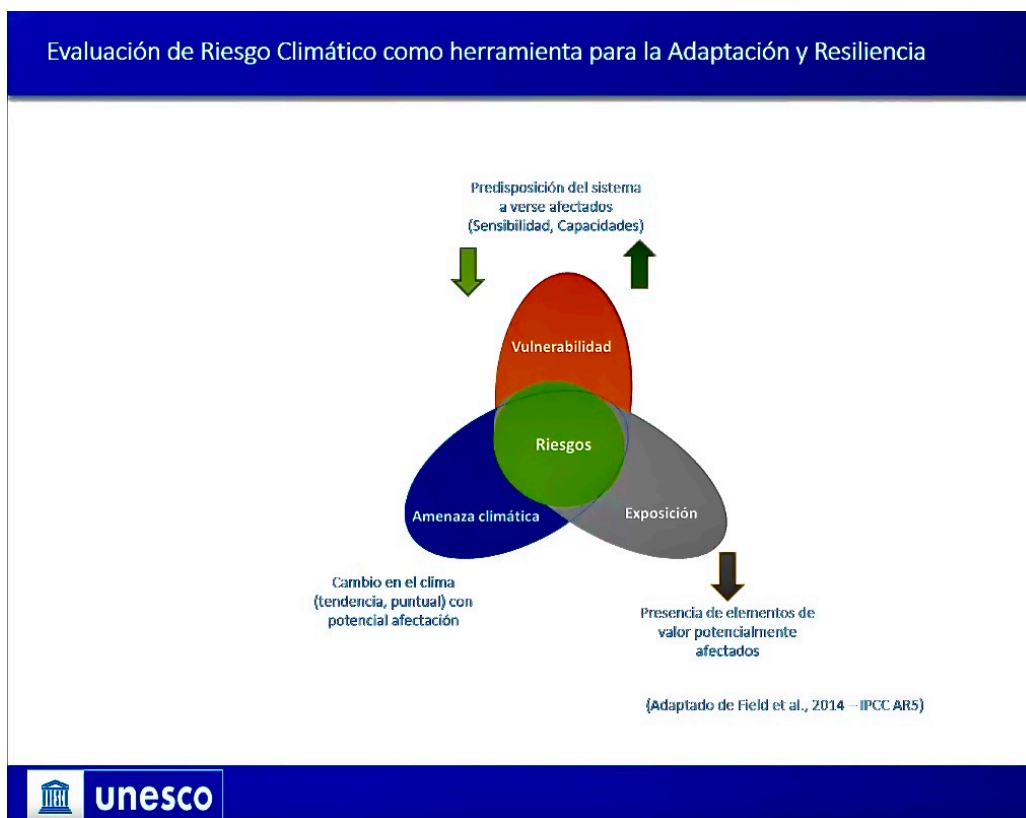 Evaluación de Riesgo Climático como herramienta para la Adaptación y Resiliencia
Predisposición del sistema
a verse afectados
(Sensibilidad, Capacidades)
Vulnerabilidad
Riesgos
Amenaza climática
Exposición
Cambio en el clima
(tendencia, puntual) con
potencial afectación
Presencia de elementos de
valor potencialmente
afectados
(Adaptado de Field et al., 2014 – IPCC AR5)
unesco